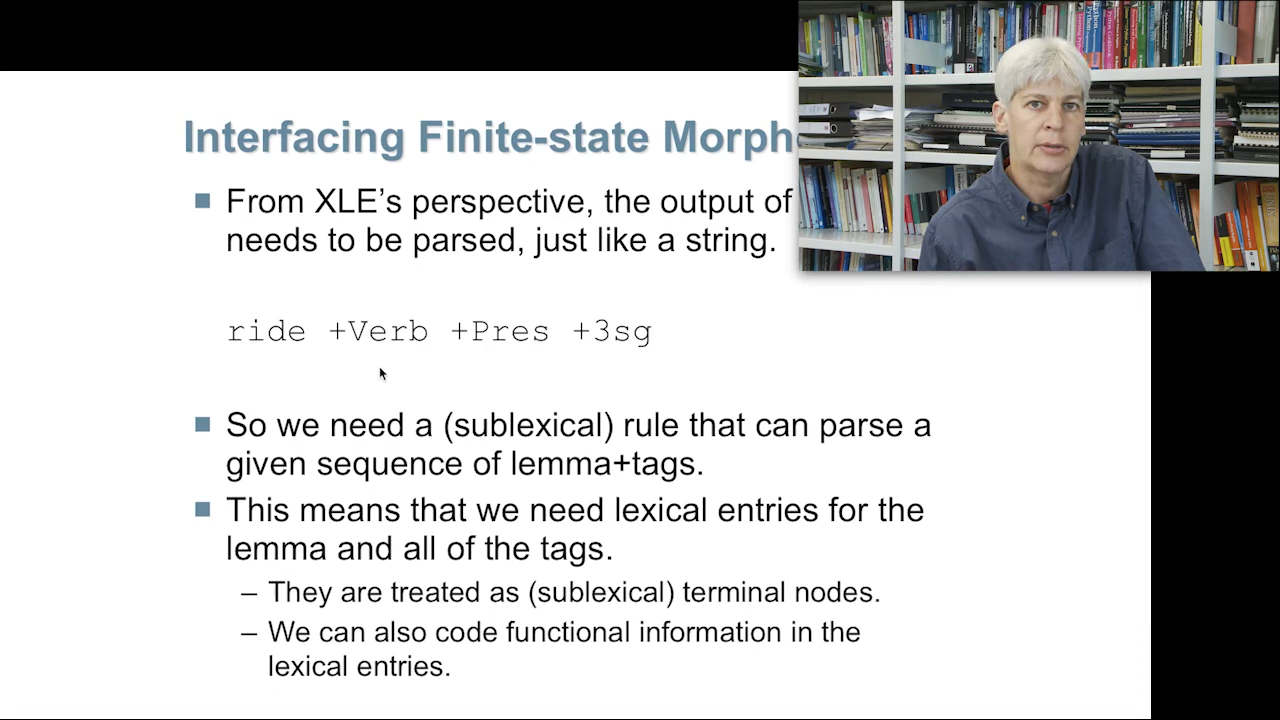 Interfacing Finite-state
From XLE’s perspective, the output of
needs to be parsed, just like a string.
ride +Verb +Pres +3sg
So we need a (sublexical) rule that can parse a
given sequence of lemma+tags.
This means that we need lexical entries for the
lemma and all of the tags.
– They are treated as (sublexical) terminal nodes.
– We can also code functional information in the
lexical entries.